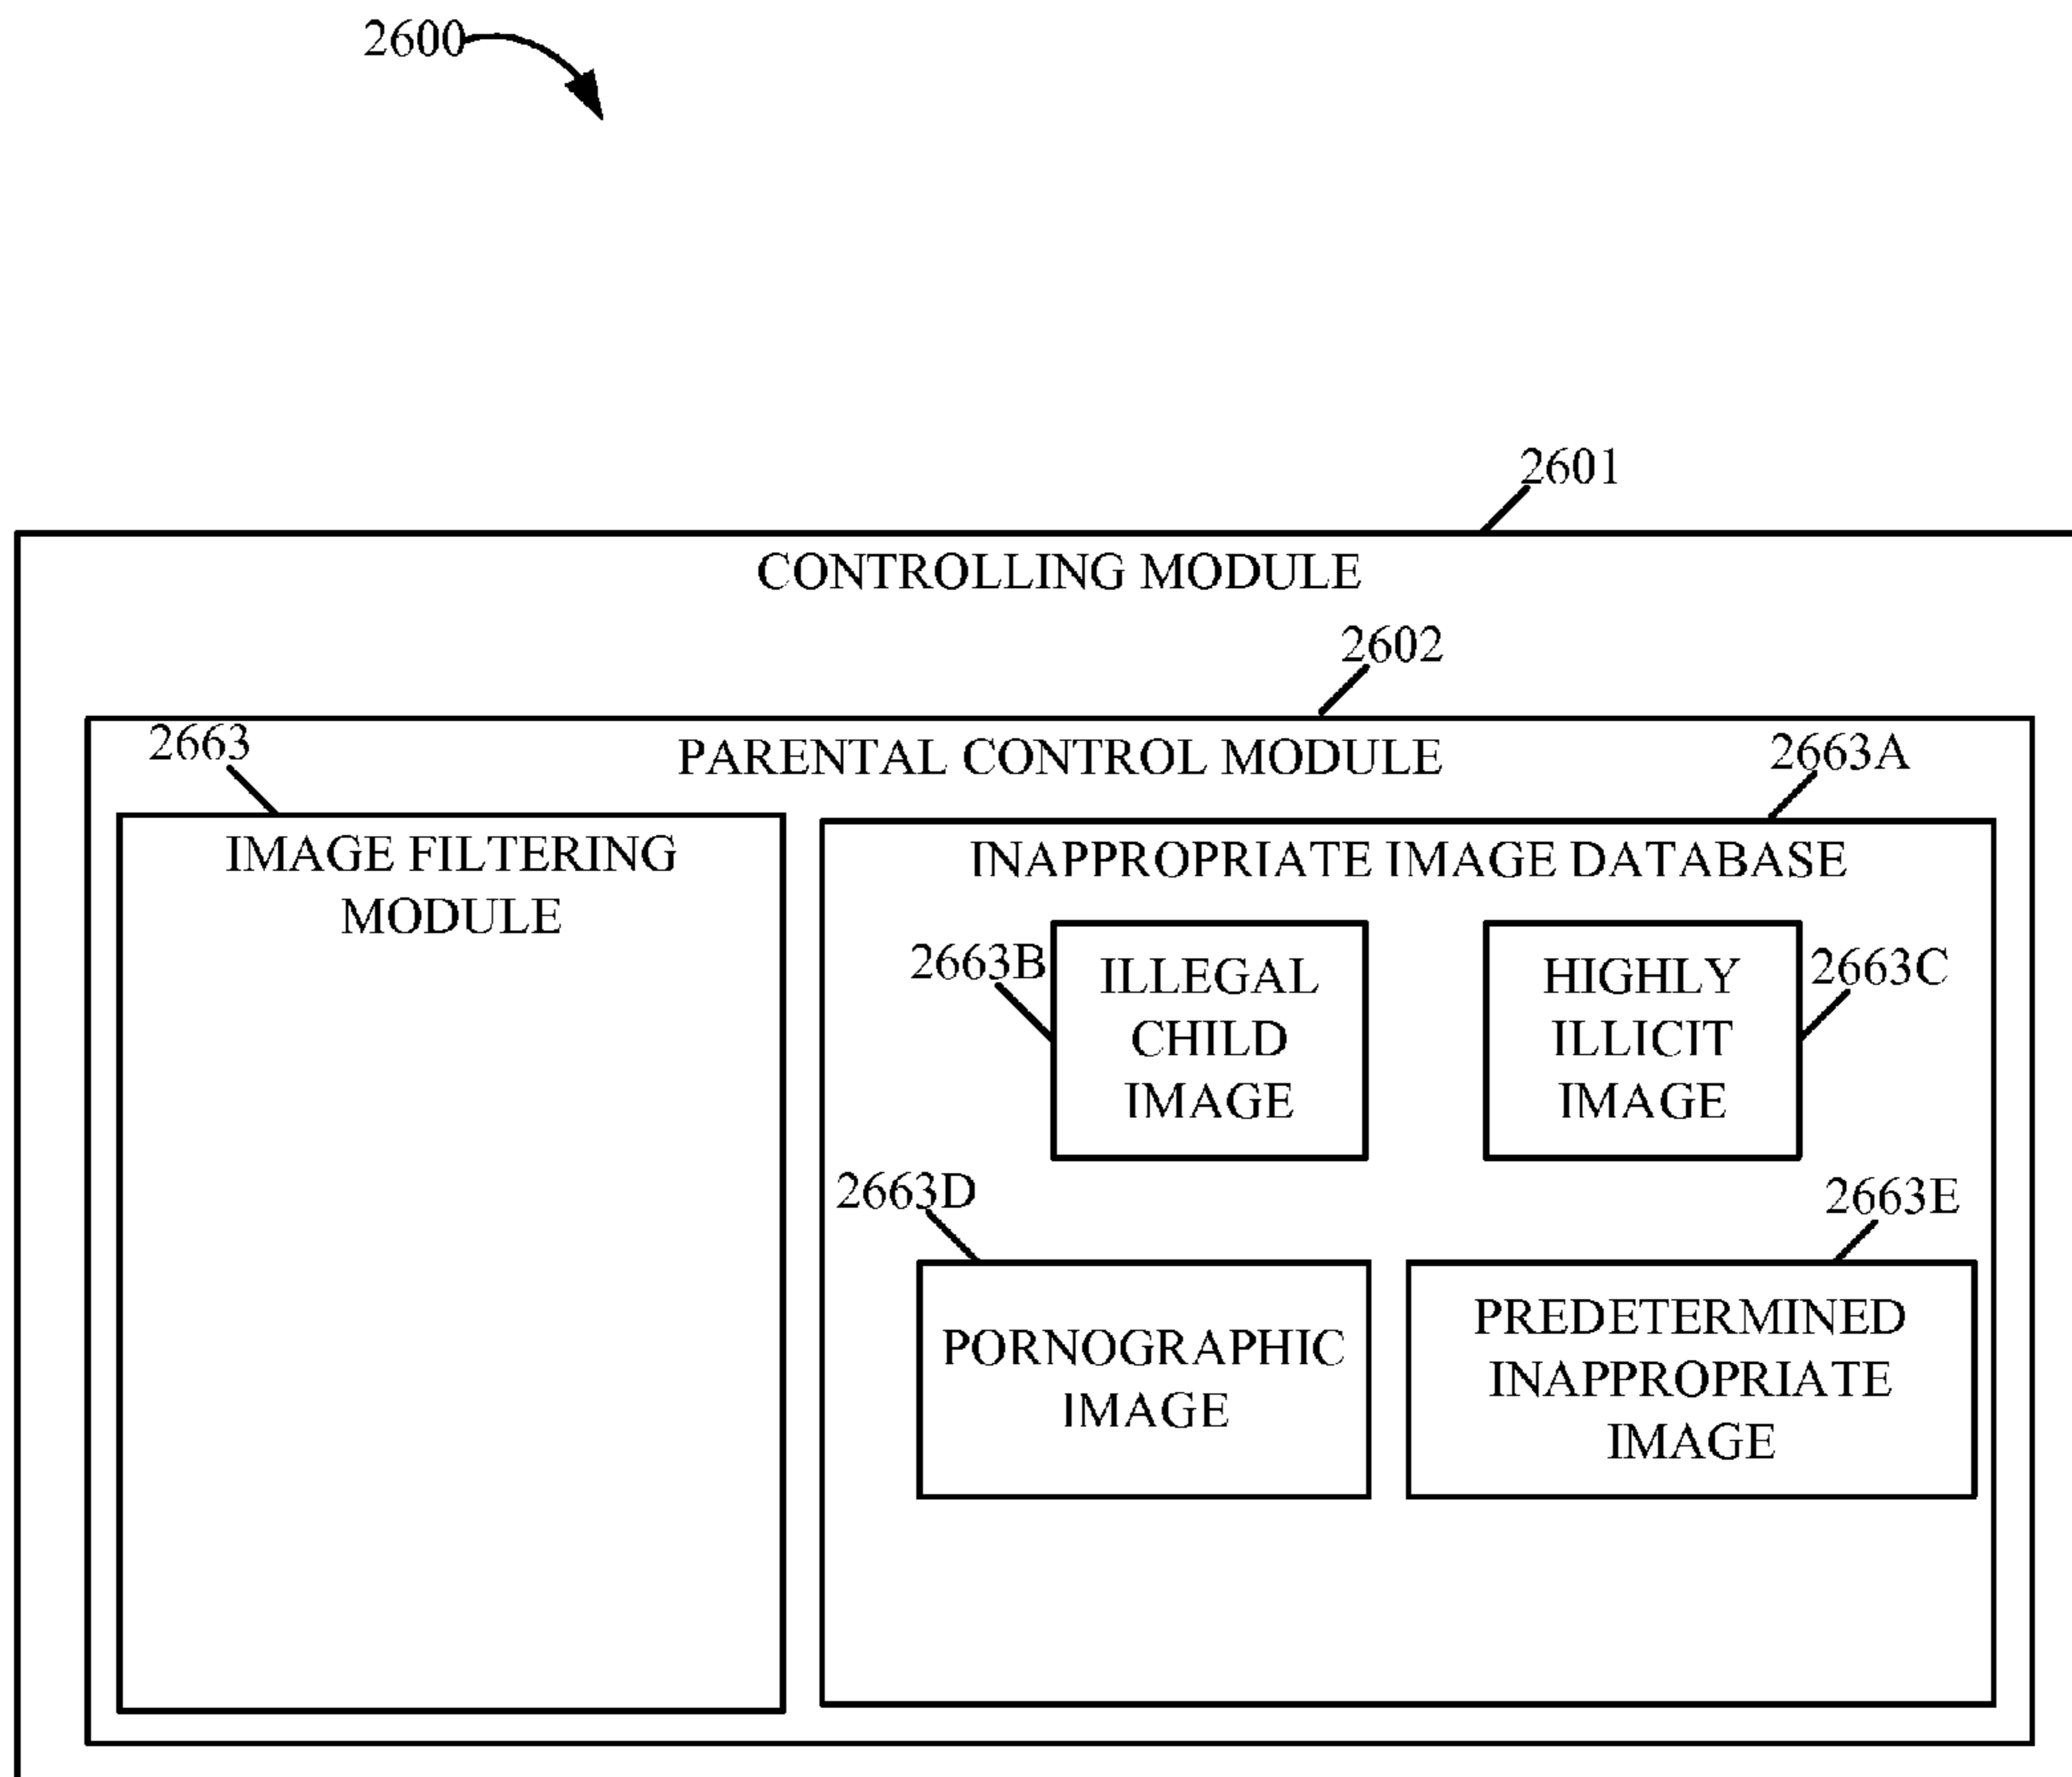 2600
2601
CONTROLLING MODULE
2602
2663
PARENTAL CONTROL MODULE
2663A
IMAGE FILTERING
MODULE
INAPPROPRIATE IMAGE DATABASE
2663B
ILLEGAL
CHILD
IMAGE
HIGHLY
ILLICIT
IMAGE
2663C
2663D
PORNOGRAPHIC
IMAGE
2663E
PREDETERMINED
INAPPROPRIATE
IMAGE